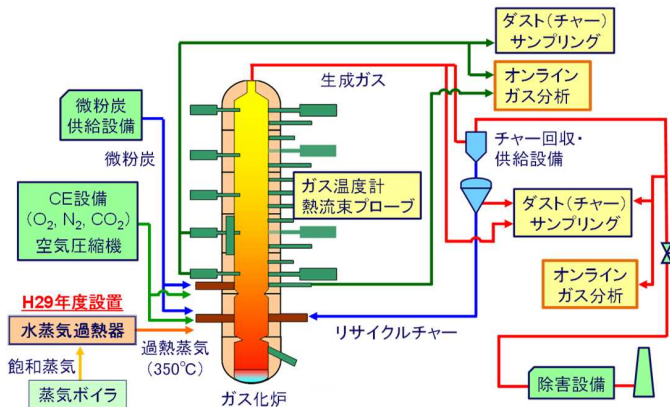 ダスト(チャー)
サンプリング
生成ガス
オンライン
ガス分析
微粉炭
供給設備
微粉炭
チャー回収・
供給設備
ガス温度計
熱流束プローブ
CE設備
(O₂, N₂, CO₂)
空気圧縮機
ダスト(チャー)
サンプリング
オンライン
ガス分析
H29年度設置
水蒸気過熱器
過熱蒸気
(350℃)
リサイクルチャー
飽和蒸気
蒸気ボイラ
ガス化炉
除害設備